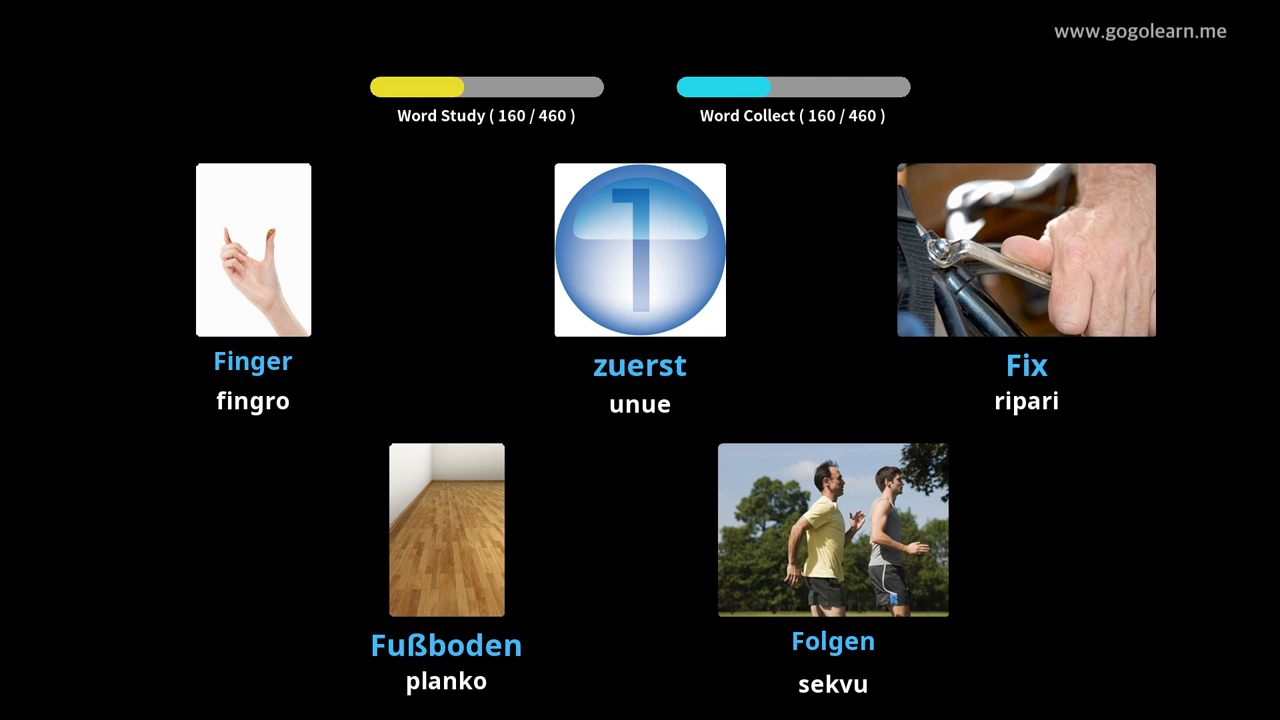 www.gogolearn.me
Word Study ( 160 / 460 )
Word Collect ( 160 / 460 )
1
Finger
fingro
zuerst
unue
Fix
ripari
Fußboden
planko
Folgen
sekvu